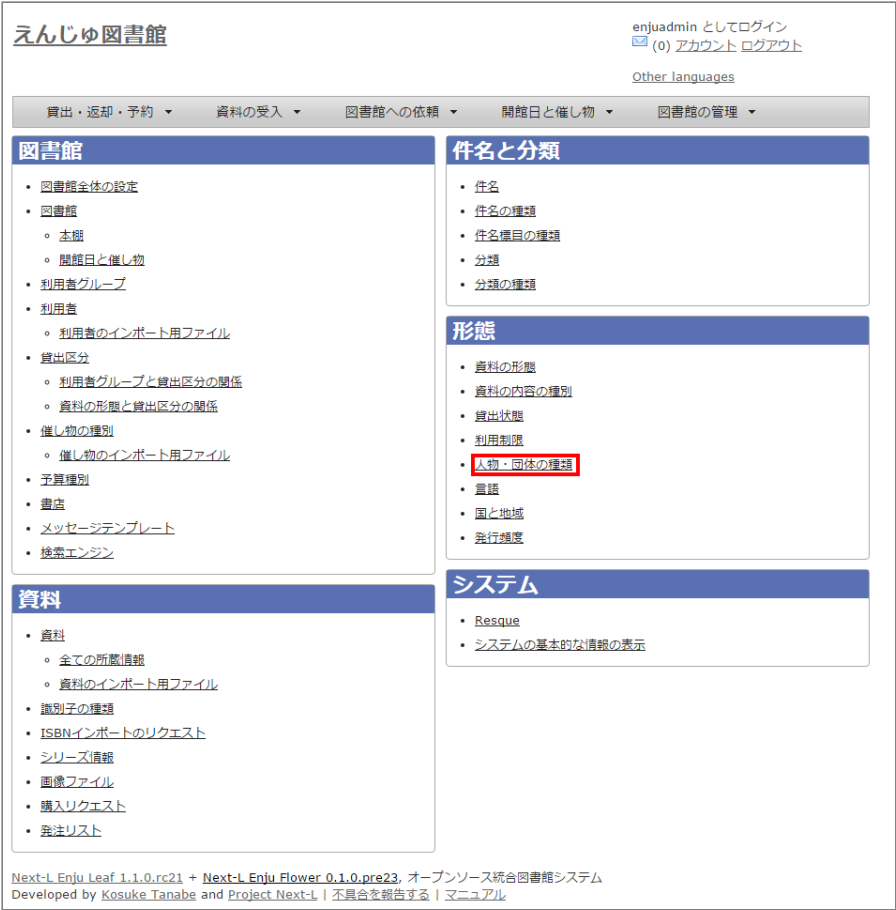 えんじゅ図書館
enjuadmin としてログイン
(0) アカウント ログアウト
Other languages
貸出・返却・予約 ▼ 資料の受入 ▼ 図書館への依頼 ▼ 開館日と催し物 ▼ 図書館の管理 ▼
図書館
図書館全体の設定
図書館
本棚
開館日と催し物
利用者グループ
利用者
利用者のインポート用ファイル
貸出区分
利用者グループと貸出区分の関係
資料の形態と貸出区分の関係
催し物の種別
催し物のインポート用ファイル
予算種別
書店
メッセージテンプレート
検索エンジン
資料
資料
全ての所蔵情報
資料のインポート用ファイル
識別子の種類
ISBNインポートのリクエスト
シリーズ情報
画像ファイル
購入リクエスト
発注リスト
件名と分類
件名
件名の種類
件名標目の種類
分類
分類の種類
形態
資料の形態
資料の内容の種別
貸出状態
利用制限
人物・団体の種類
言語
国と地域
発行頻度
システム
Resque
システムの基本的な情報の表示
Next-L Enju Leaf 1.1.0.rc21 + Next-L Enju Flower 0.1.0.pre23, オープンソース統合図書館システム
Developed by Kosuke Tanabe and Project Next-L | 不具合を報告する | マニュアル